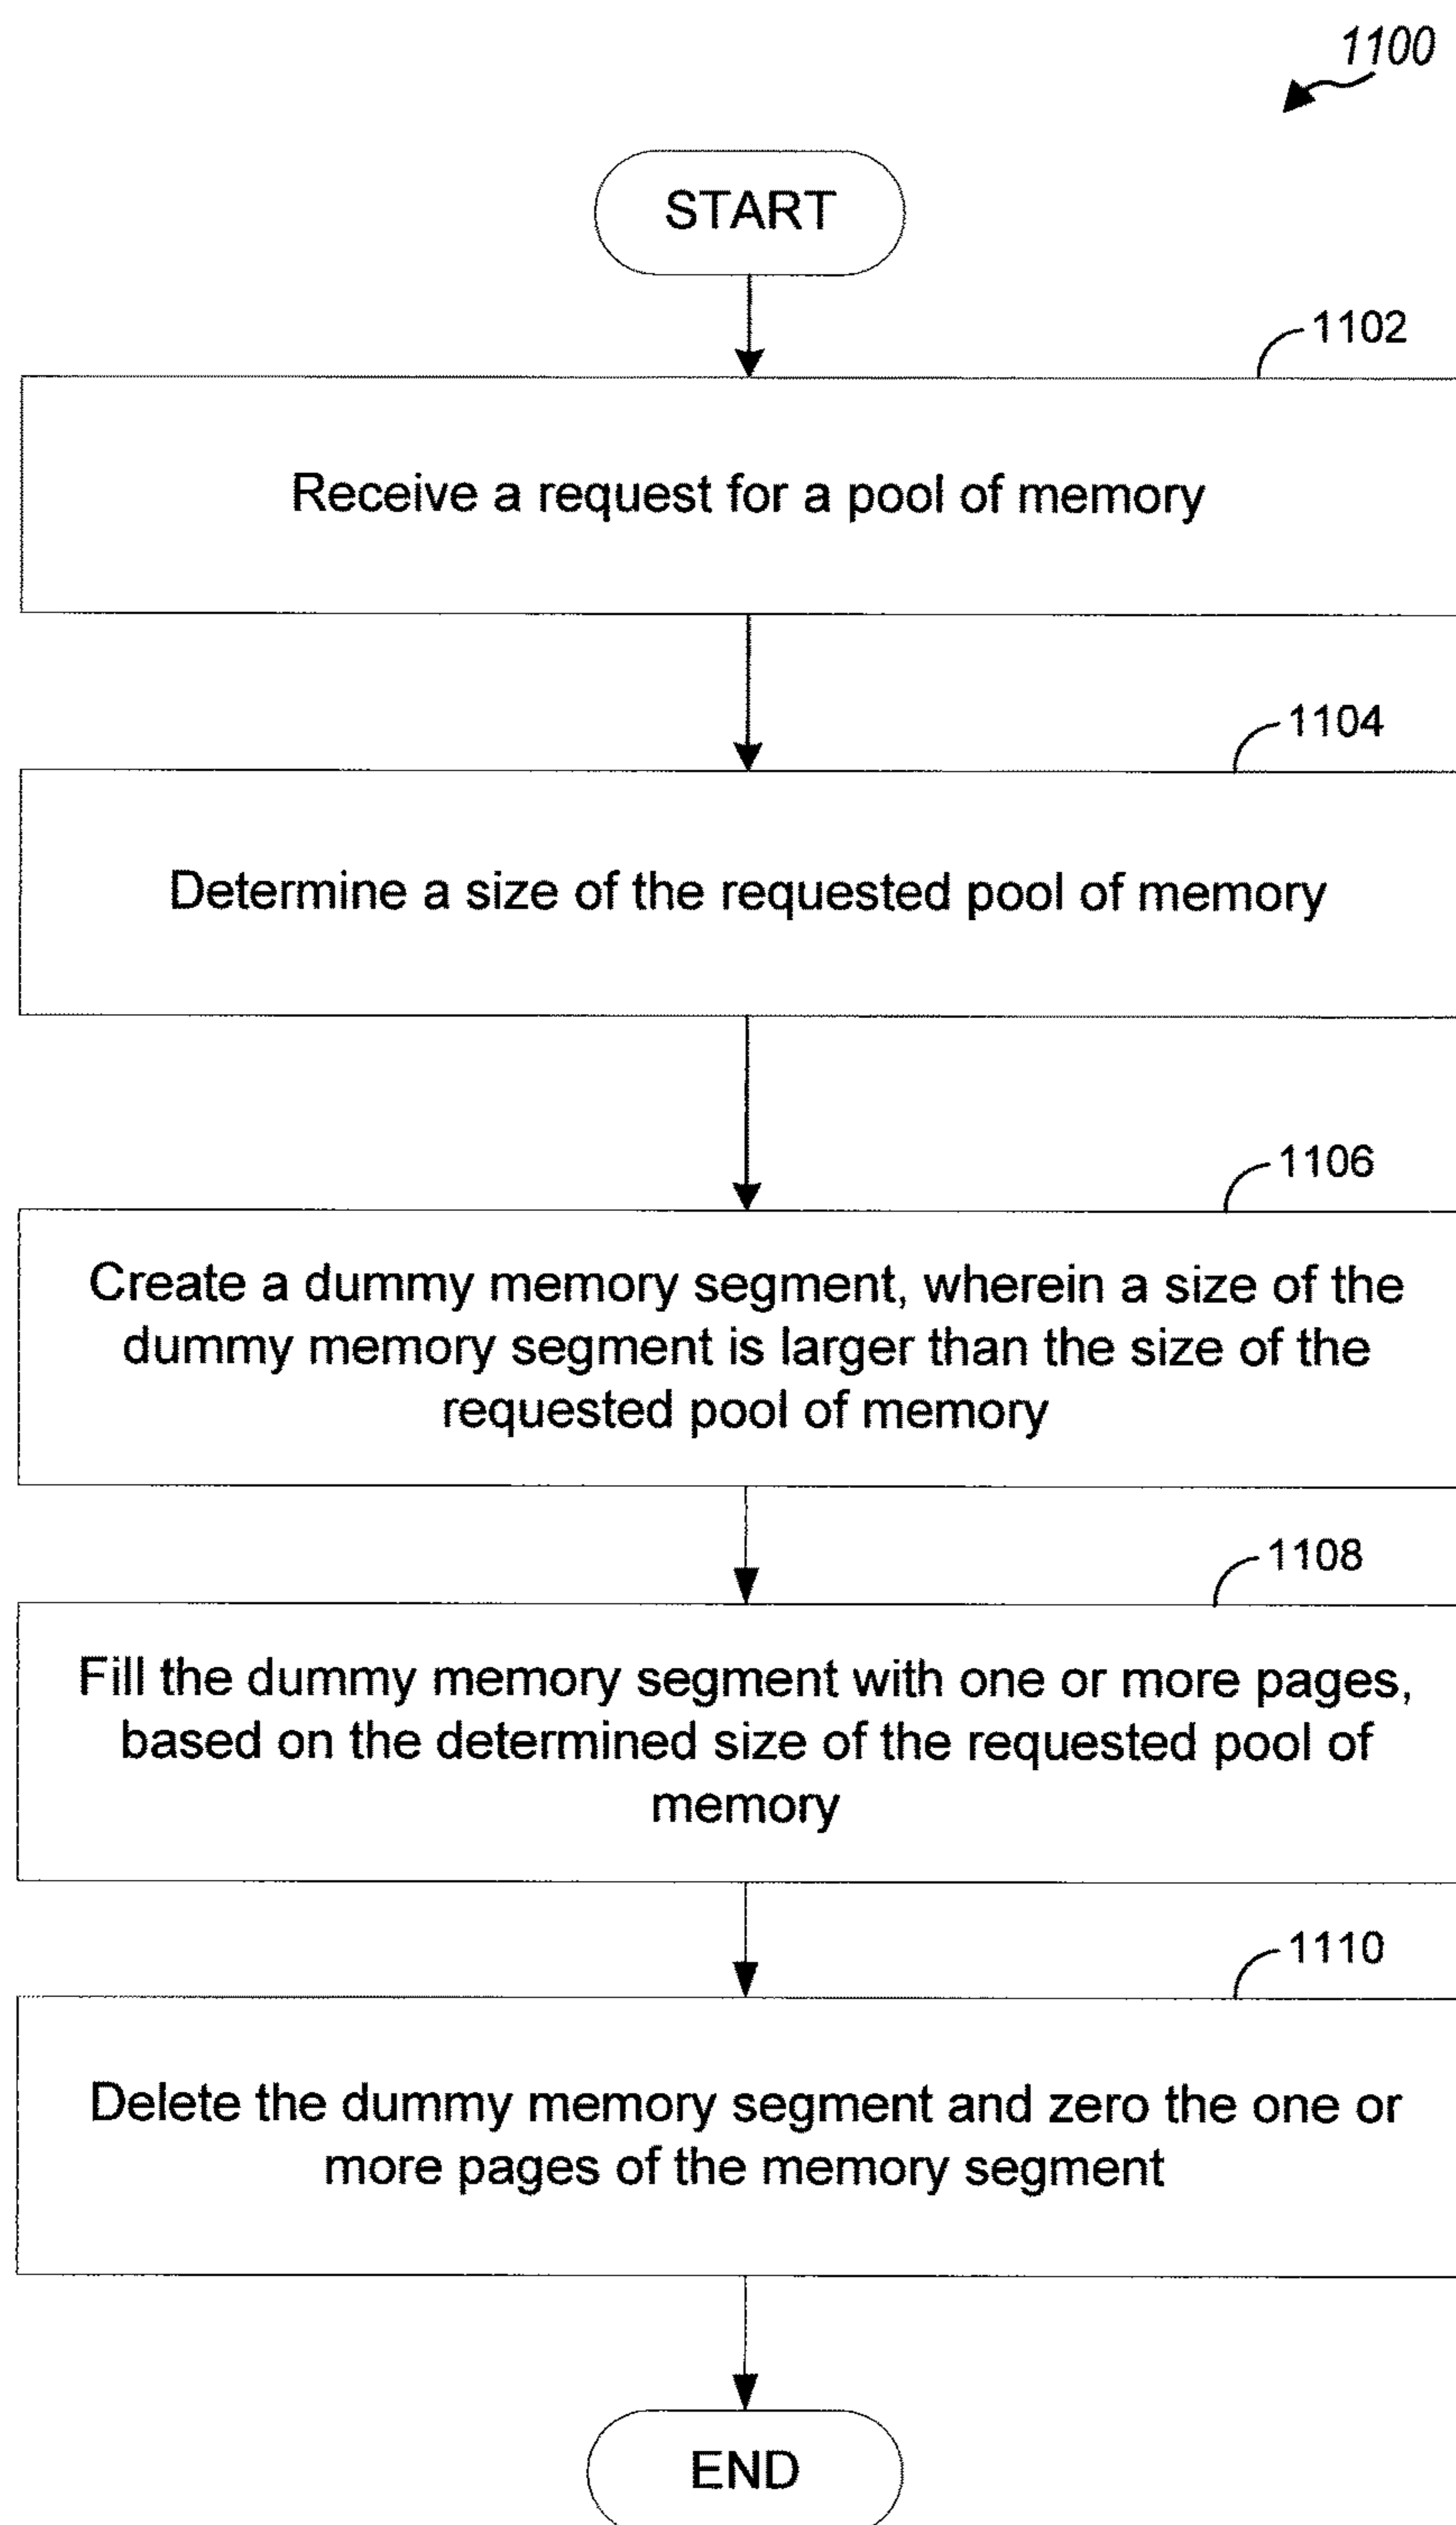 1100
START
1102
Receive a request for a pool of memory
1104
Determine a size of the requested pool of memory
1106
Create a dummy memory segment, wherein a size of the
dummy memory segment is larger than the size of the
requested pool of memory
1108
Fill the dummy memory segment with one or more pages,
based on the determined size of the requested pool of
memory
1110
Delete the dummy memory segment and zero the one or
more pages of the memory segment
END